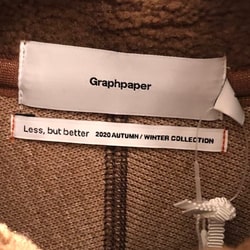 Graphpaper
Less, but better 2020 AUTUMN / WINTER COLLECTION